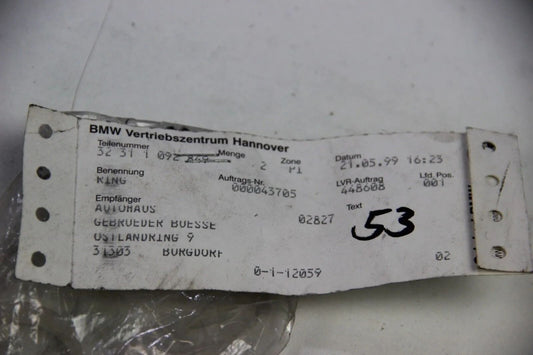 BMW Vertriebszentrum Hannover
Teilenummer Menge Zone Datum
32 31 1 092 2 PI 21.05.99 16:23
Benennung Auftrags-Nr. LVR-Auftrag Lfd. Pos.
RING 000043705 448608 001
Empfänger Text
AUTOHAUS
GEBRUEDER BUESSE 02827 53
OSTLANDRING 9
31303 BURGDORF 02
0-1-12059